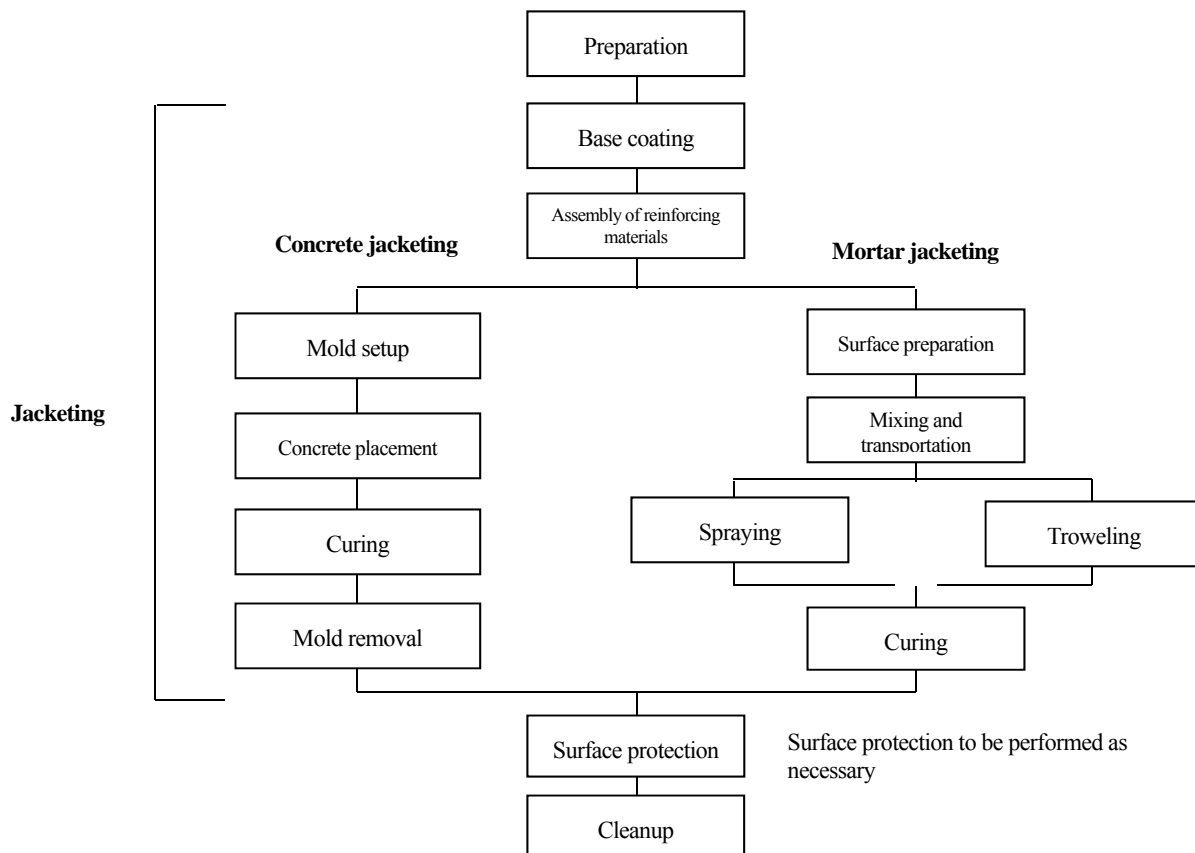 Preparation
Base coating
Assembly of reinforcing
materials
Concrete jacketing
Mortar jacketing
Mold setup
Surface preparation
Jacketing
Concrete placement
Mixing and
transportation
Curing
Spraying
Troweling
Mold removal
Curing
Surface protection
Surface protection to be performed as
necessary
Cleanup